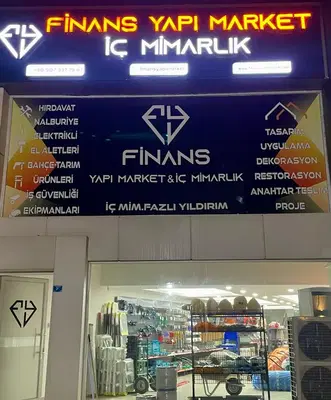 FİNANS YAPI MARKET
İÇ MİMARLIK
HIRDAVAT
NALBURİYE
ELEKTRİKLİ
EL ALETLERİ
BAHÇE TARIM
ÜRÜNLERİ
İŞ GÜVENLİĞİ
EKİPMANLARI
FİNANS
YAPI MARKET & İÇ MİMARLIK
İÇ MİM. FAZLI YILDIRIM
TASARIM
UYGULAMA
DEKORASYON
RESTORASYON
ANAHTAR TESLİM
PROJE